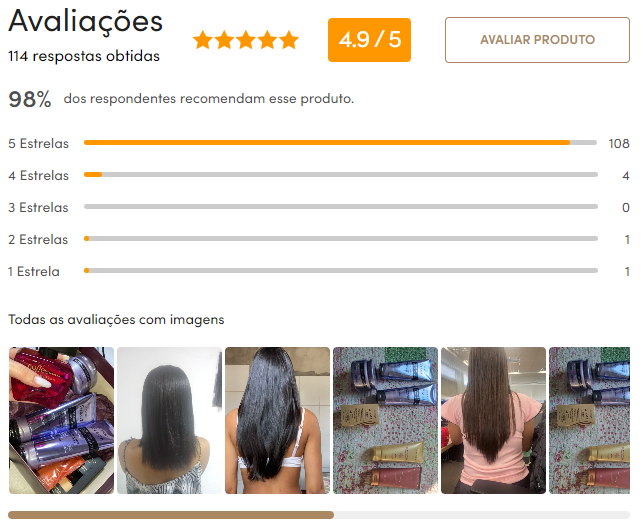 Avaliações
114 respostas obtidas
4.9 / 5
AVALIAR PRODUTO
98% dos respondentes recomendam esse produto.
5 Estrelas 108
4 Estrelas 4
3 Estrelas 0
2 Estrelas 1
1 Estrela 1
Todas as avaliações com imagens